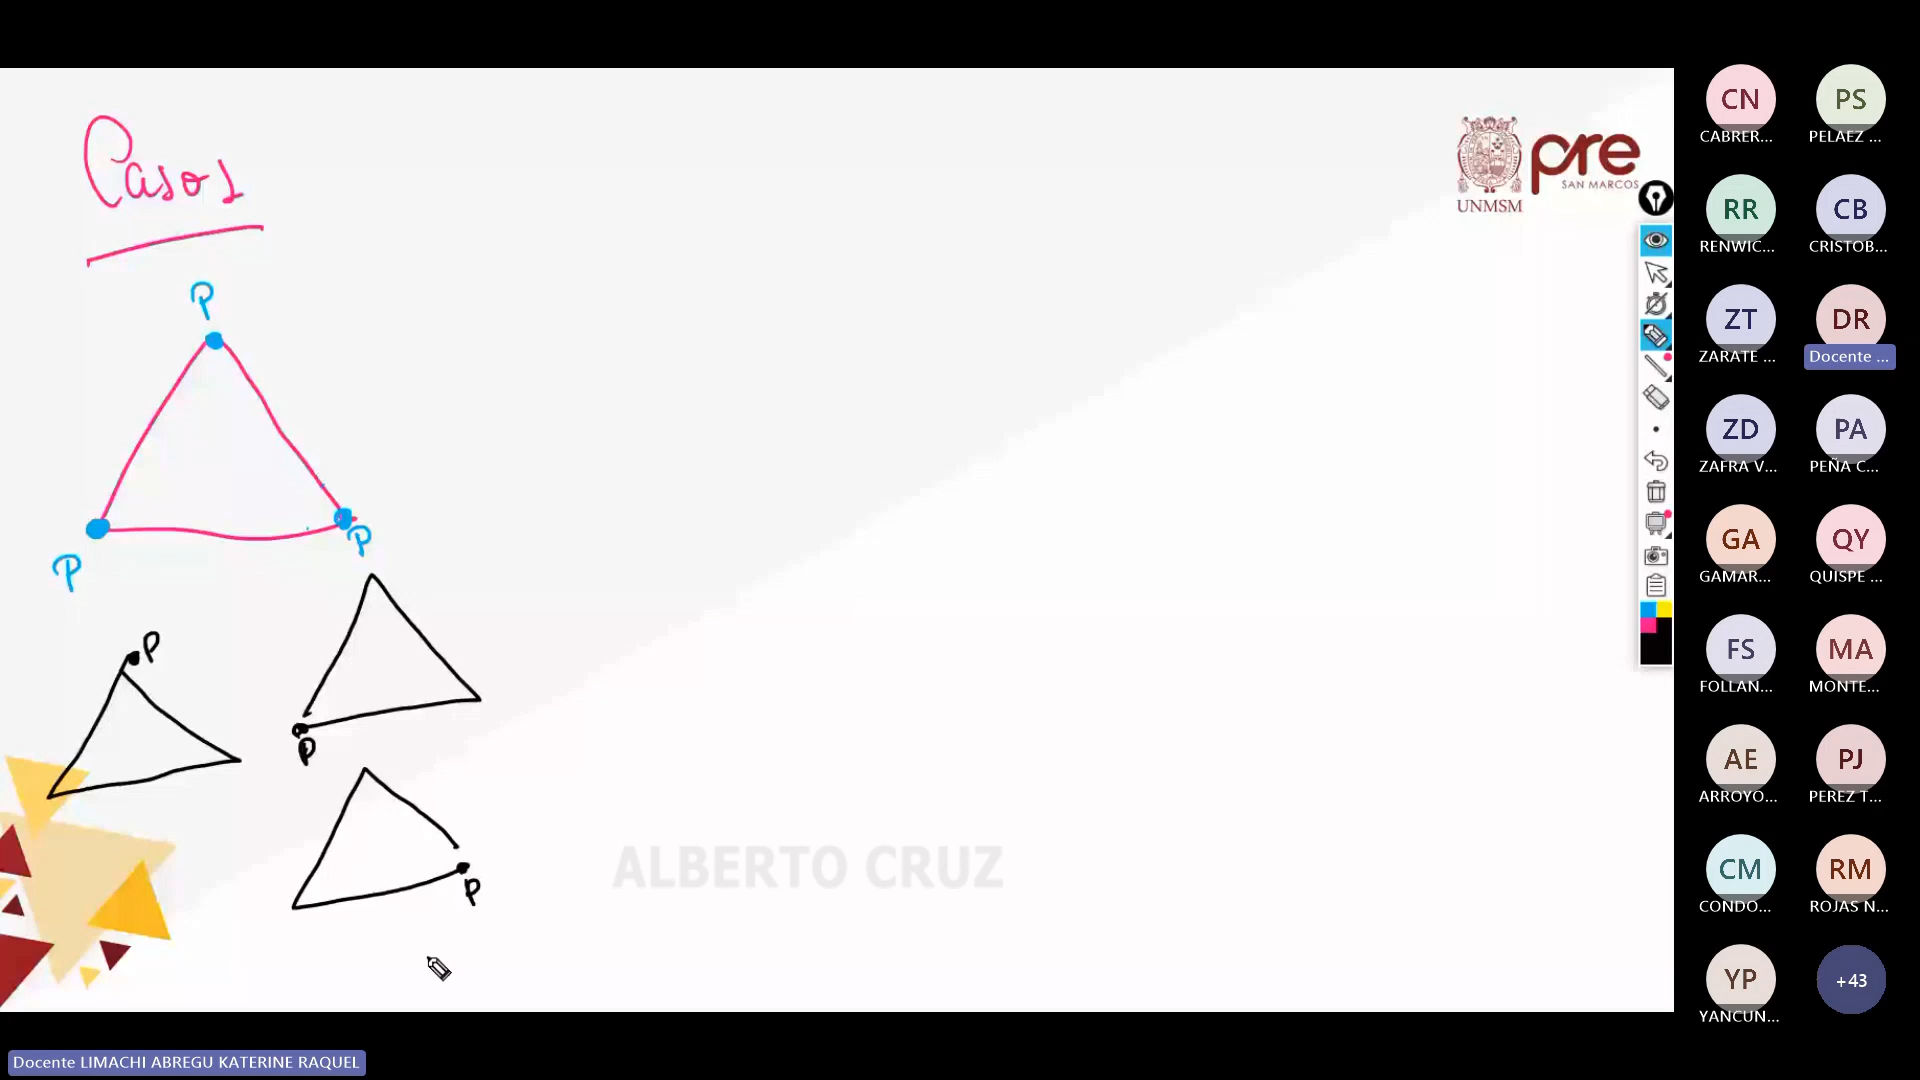 Casos
pre
SAN MARCOS
UNMSM
P
P
P
P
P
P
ALBERTO CRUZ
CN
CABRER...
PS
PELAEZ ...
RR
RENWIC...
CB
CRISTOB...
ZT
ZARATE ...
DR
Docente ...
ZD
ZAFRA V...
PA
PEÑA C...
GA
GAMAR...
QY
QUISPE ...
FS
FOLLAN...
MA
MONTE...
AE
ARROYO...
PJ
PEREZ T...
CM
CONDO...
RM
ROJAS N...
YP
YANCUN...
+43
Docente LIMACHI ABREGU KATERINE RAQUEL